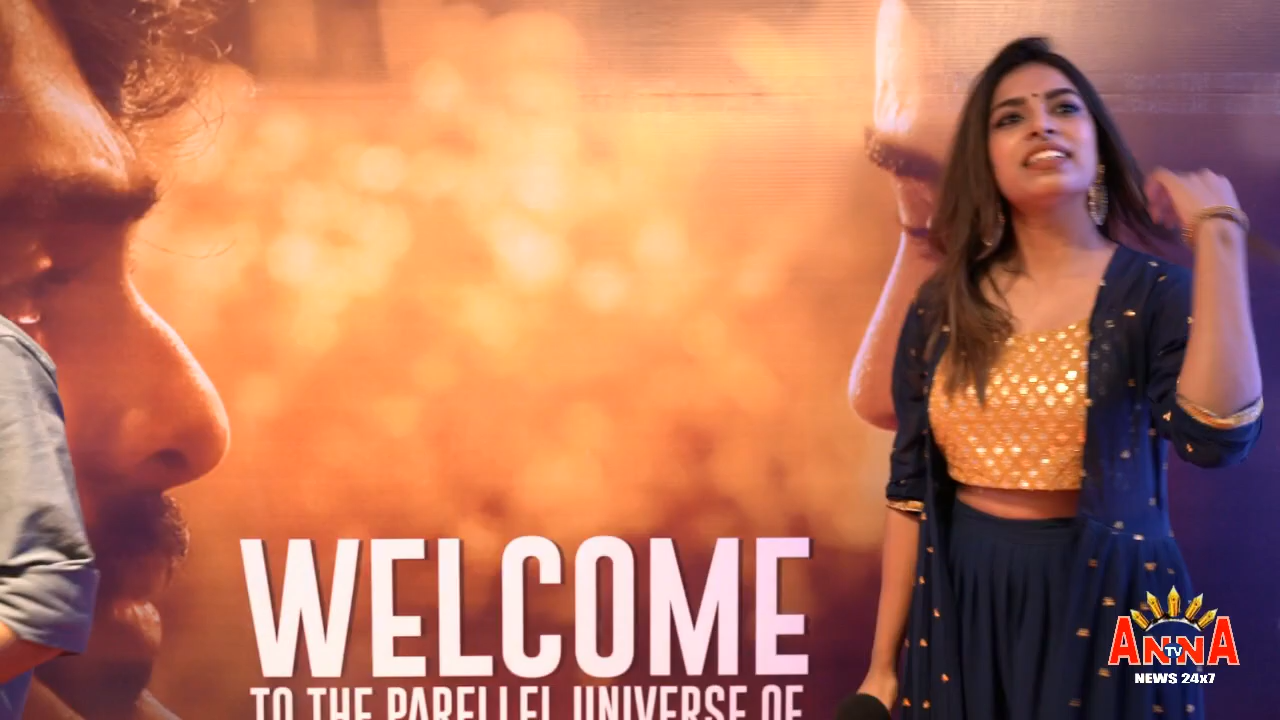 WELCOME
TO THE PARELLEL UNIVERSE OF
ANNA
TV
NEWS 24x7